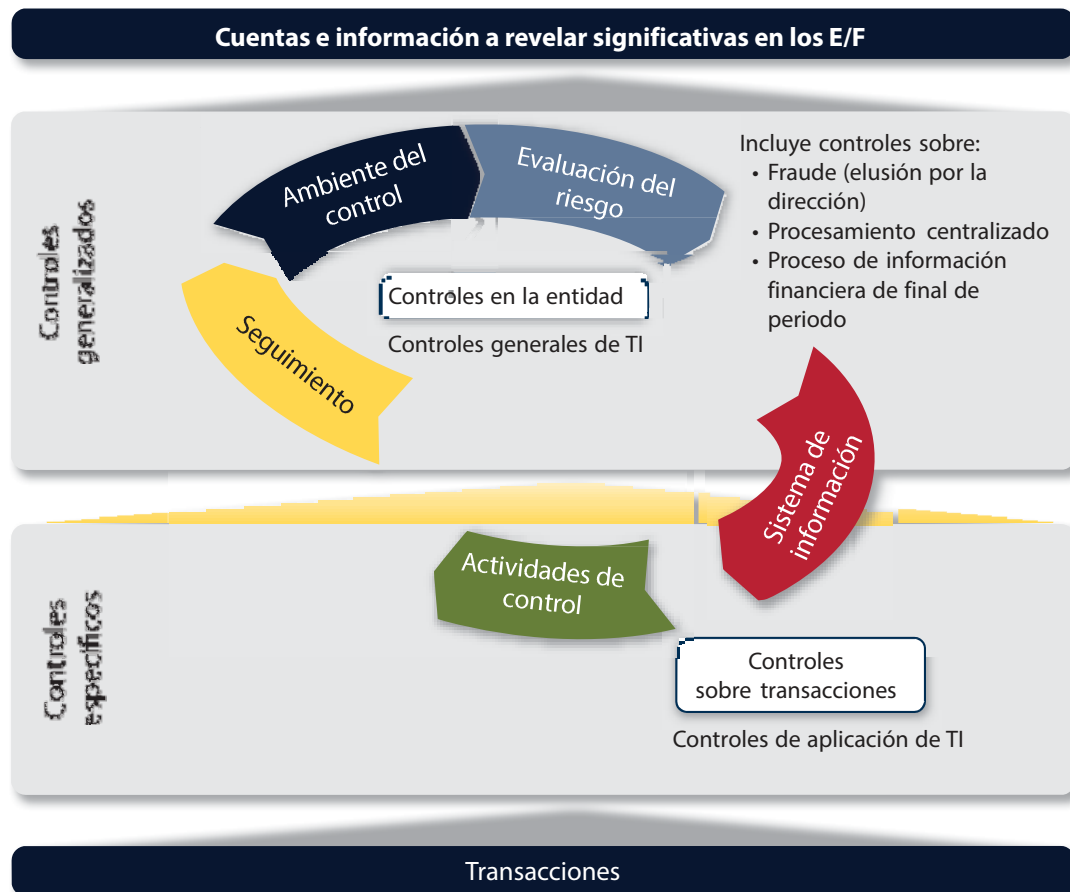 Cuentas e información a revelar significativas en los E/F
Controles
generalizados
Ambiente del
control
Evaluación del
riesgo
Incluye controles sobre:
• Fraude (elusión por la
dirección)
• Procesamiento centralizado
• Proceso de información
financiera de final de
periodo
Controles en la entidad
Controles generales de TI
Seguimiento
Sistema de
información
Controles
específicos
Actividades de
control
Controles
sobre transacciones
Controles de aplicación de TI
Transacciones